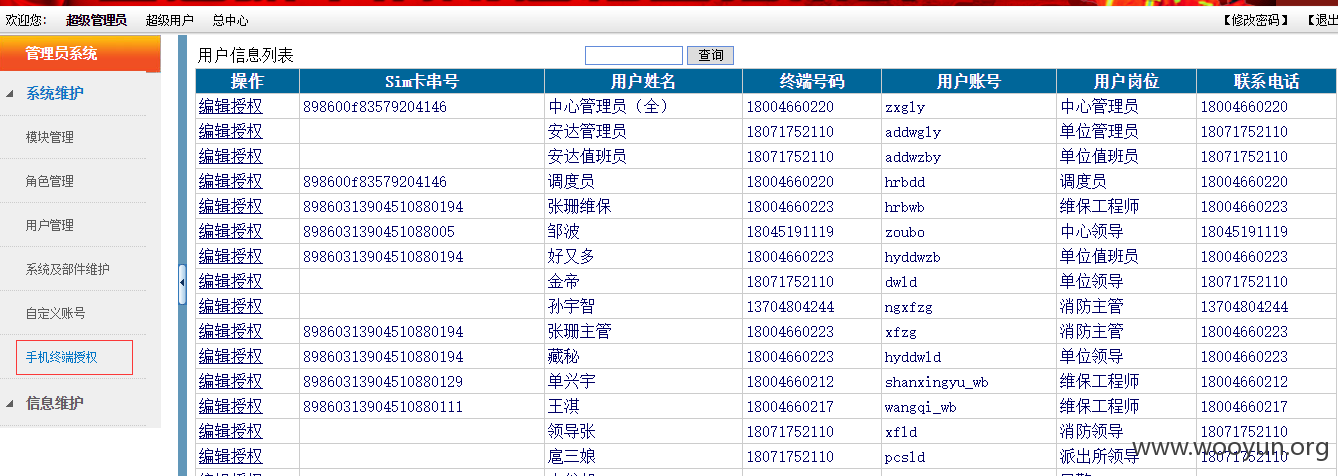 欢迎您: 超级管理员 超级用户 总中心 【修改密码】 【退出
管理员系统
系统维护
模块管理
角色管理
用户管理
系统及部件维护
自定义账号
手机终端授权
信息维护
用户信息列表 查询
操作 Sim卡串号 用户姓名 终端号码 用户账号 用户岗位 联系电话
编辑授权 898600f83579204146 中心管理员（全） 18004660220 zxgly 中心管理员 18004660220
编辑授权 安达管理员 18071752110 addwgly 单位管理员 18071752110
编辑授权 安达值班员 18071752110 addwzby 单位值班员 18071752110
编辑授权 898600f83579204146 调度员 18004660220 hrbdd 调度员 18004660220
编辑授权 89860313904510880194 张珊维保 18004660223 hrbwb 维保工程师 18004660223
编辑授权 8986031390451088005 邹波 18045191119 zoubo 中心领导 18045191119
编辑授权 89860313904510880194 好又多 18004660223 hyddwzb 单位值班员 18004660223
编辑授权 金帝 18071752110 dwld 单位领导 18071752110
编辑授权 孙宇智 13704804244 ngxfzg 消防主管 13704804244
编辑授权 89860313904510880194 张珊主管 18004660223 xfzg 消防主管 18004660223
编辑授权 89860313904510880194 藏秘 18004660223 hyddwld 单位领导 18004660223
编辑授权 89860313904510880129 单兴宇 18004660212 shanxingyu_wb 维保工程师 18004660212
编辑授权 89860313904510880111 王淇 18004660217 wangqi_wb 维保工程师 18004660217
编辑授权 领导张 18071752110 xfld 消防领导 18071752110
编辑授权 扈三娘 18071752110 pcsld 派出所领导 18071752110
www.wooyun.org